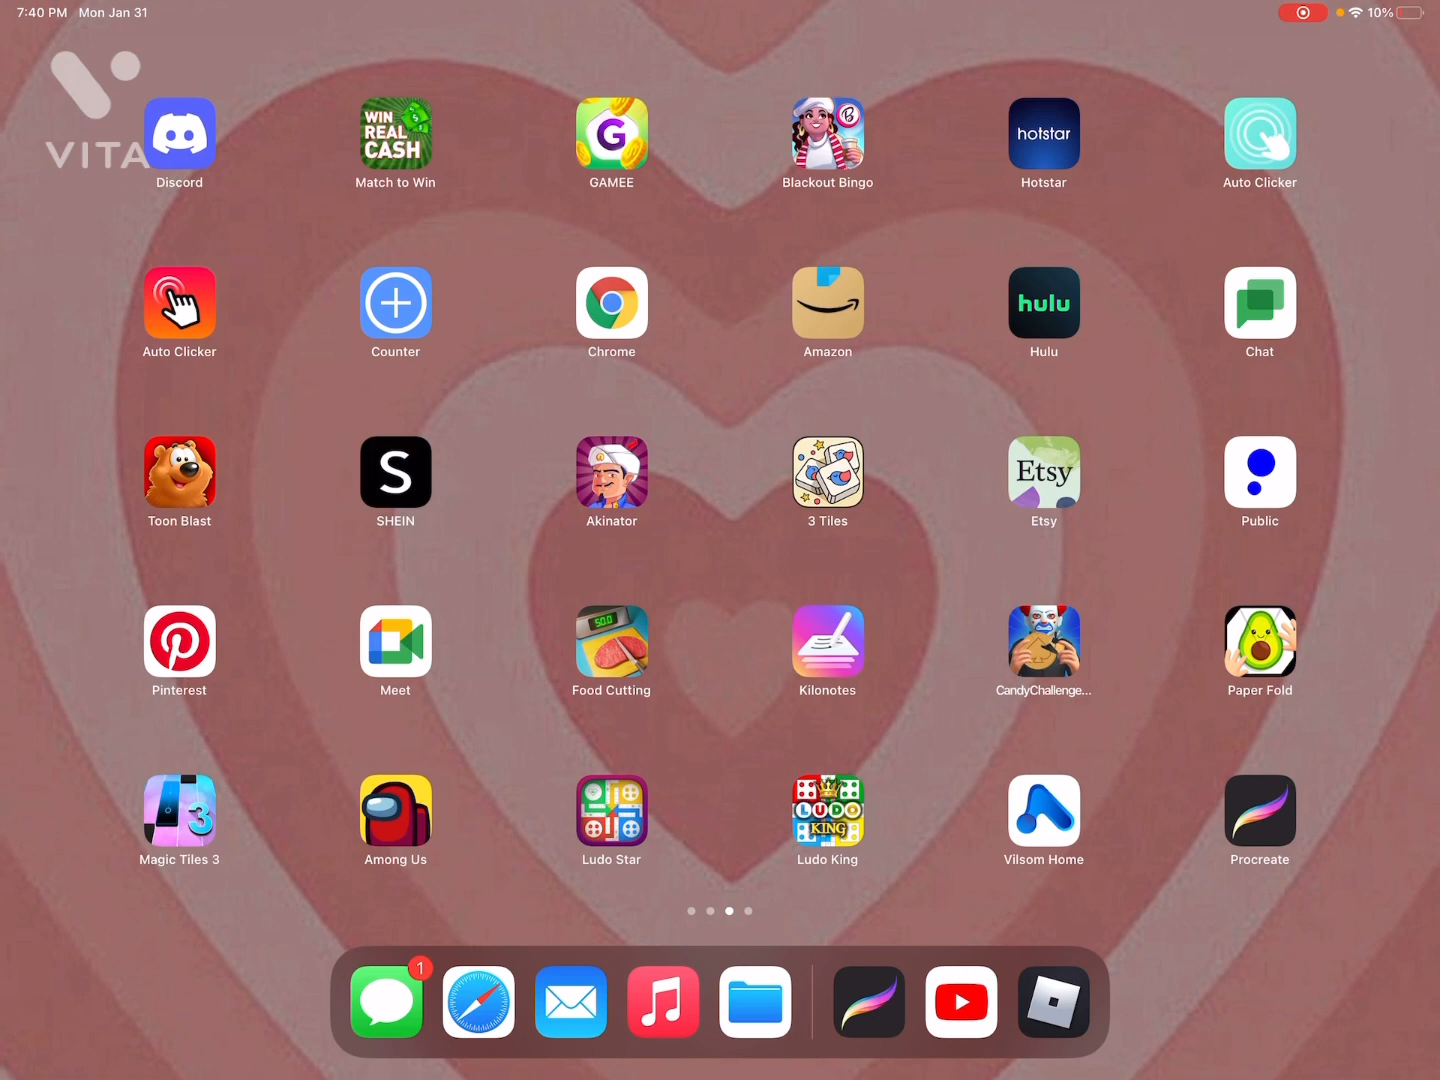 7:40 PM Mon Jan 31
10%
VITA
Discord
WIN
REAL
CASH
$
Match to Win
G
GAMEE
B
Blackout Bingo
hotstar
Hotstar
Auto Clicker
Auto Clicker
Counter
Chrome
Amazon
hulu
Hulu
Chat
Toon Blast
S
SHEIN
Akinator
3 Tiles
Etsy
Etsy
Public
Pinterest
Meet
50.0
Food Cutting
Kilonotes
CandyChallenge...
Paper Fold
3
Magic Tiles 3
Among Us
Ludo Star
LUDO
KING
Ludo King
Vilsom Home
Procreate
1